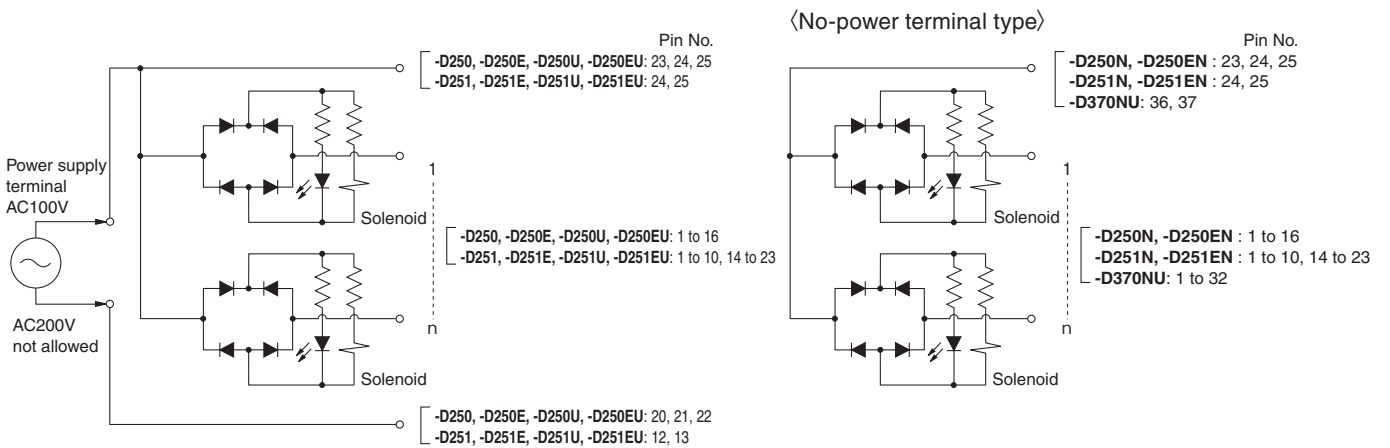 〈No-power terminal type〉
Pin No.
-D250, -D250E, -D250U, -D250EU: 23, 24, 25
-D251, -D251E, -D251U, -D251EU: 24, 25
Power supply
terminal
AC100V
AC200V
not allowed
Solenoid
1
n
-D250, -D250E, -D250U, -D250EU: 1 to 16
-D251, -D251E, -D251U, -D251EU: 1 to 10, 14 to 23
Solenoid
-D250, -D250E, -D250U, -D250EU: 20, 21, 22
-D251, -D251E, -D251U, -D251EU: 12, 13
Pin No.
-D250N, -D250EN : 23, 24, 25
-D251N, -D251EN : 24, 25
-D370NU: 36, 37
Solenoid
1
n
-D250N, -D250EN : 1 to 16
-D251N, -D251EN : 1 to 10, 14 to 23
-D370NU: 1 to 32
Solenoid